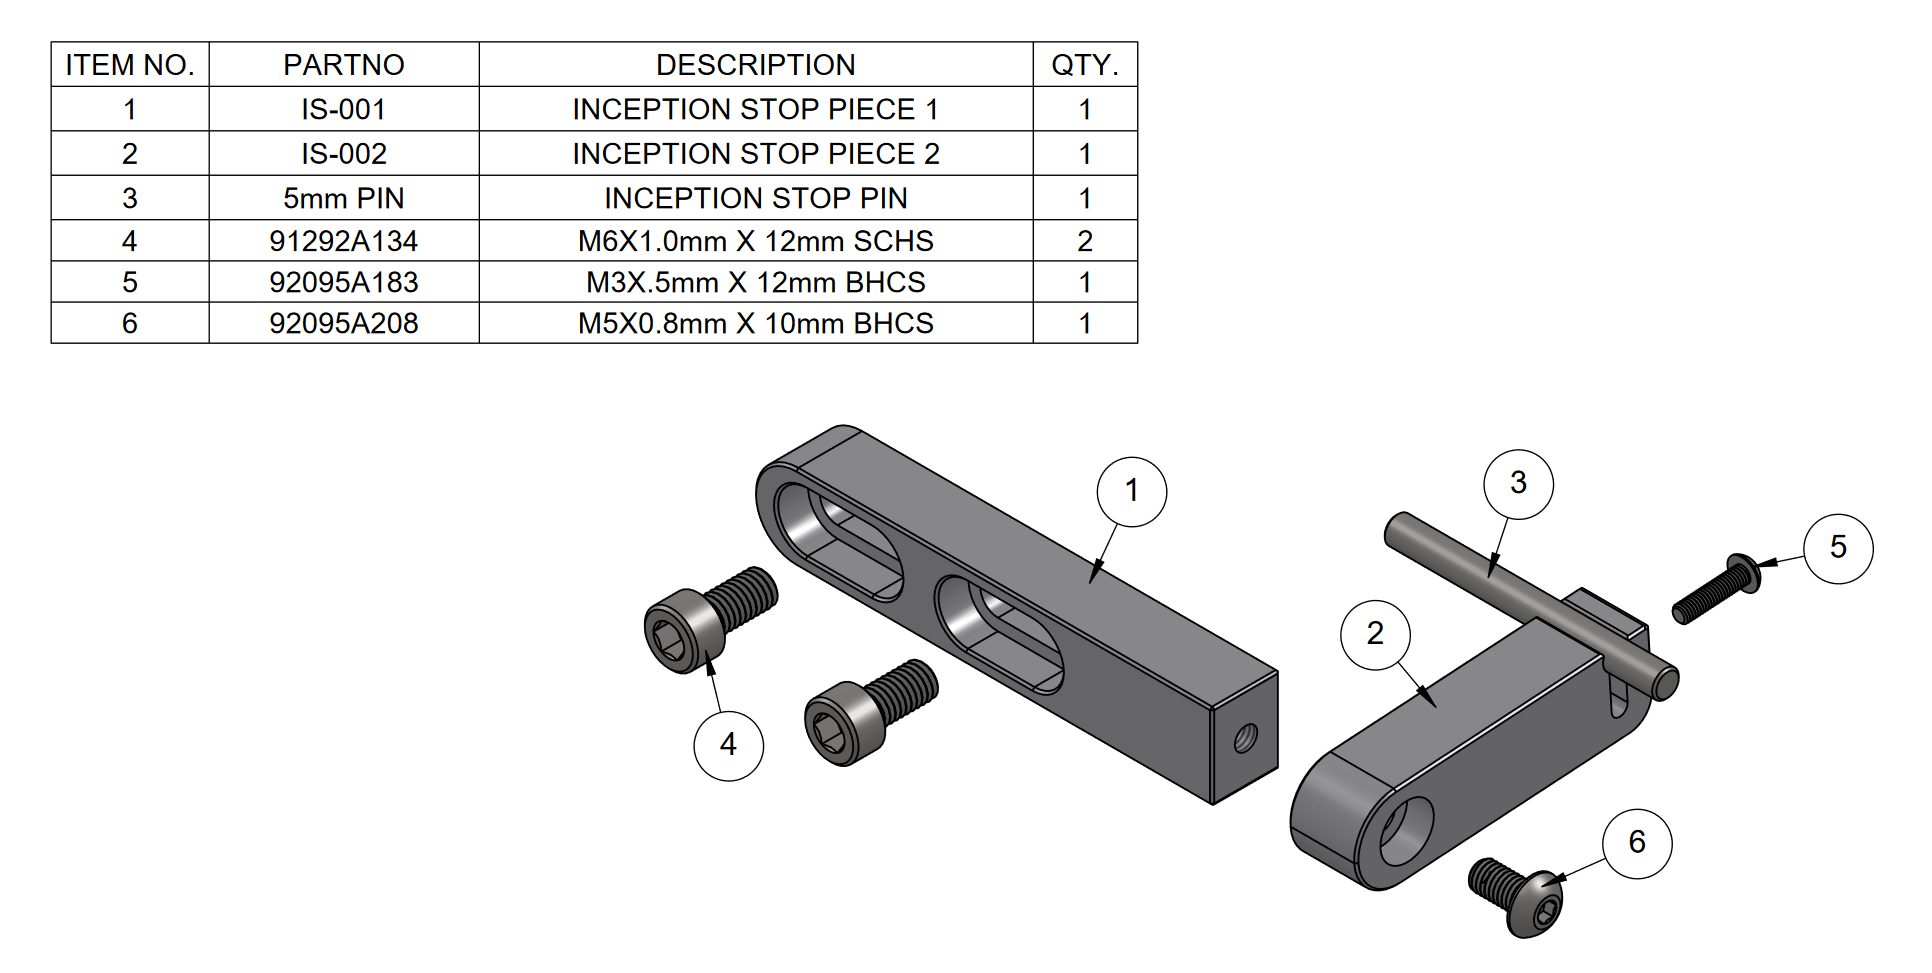 ITEM NO. PARTNO DESCRIPTION QTY.
1 IS-001 INCEPTION STOP PIECE 1 1
2 IS-002 INCEPTION STOP PIECE 2 1
3 5mm PIN INCEPTION STOP PIN 1
4 91292A134 M6X1.0mm X 12mm SCHS 2
5 92095A183 M3X.5mm X 12mm BHCS 1
6 92095A208 M5X0.8mm X 10mm BHCS 1
1
3
5
2
4
6